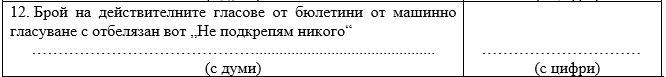 12. Брой на действителните гласове от бюлетини от машинно
гласуване с отбелязан вот „Не подкрепям никого“
……………………………………………………………...............
………………………….
(с думи)
(с цифри)